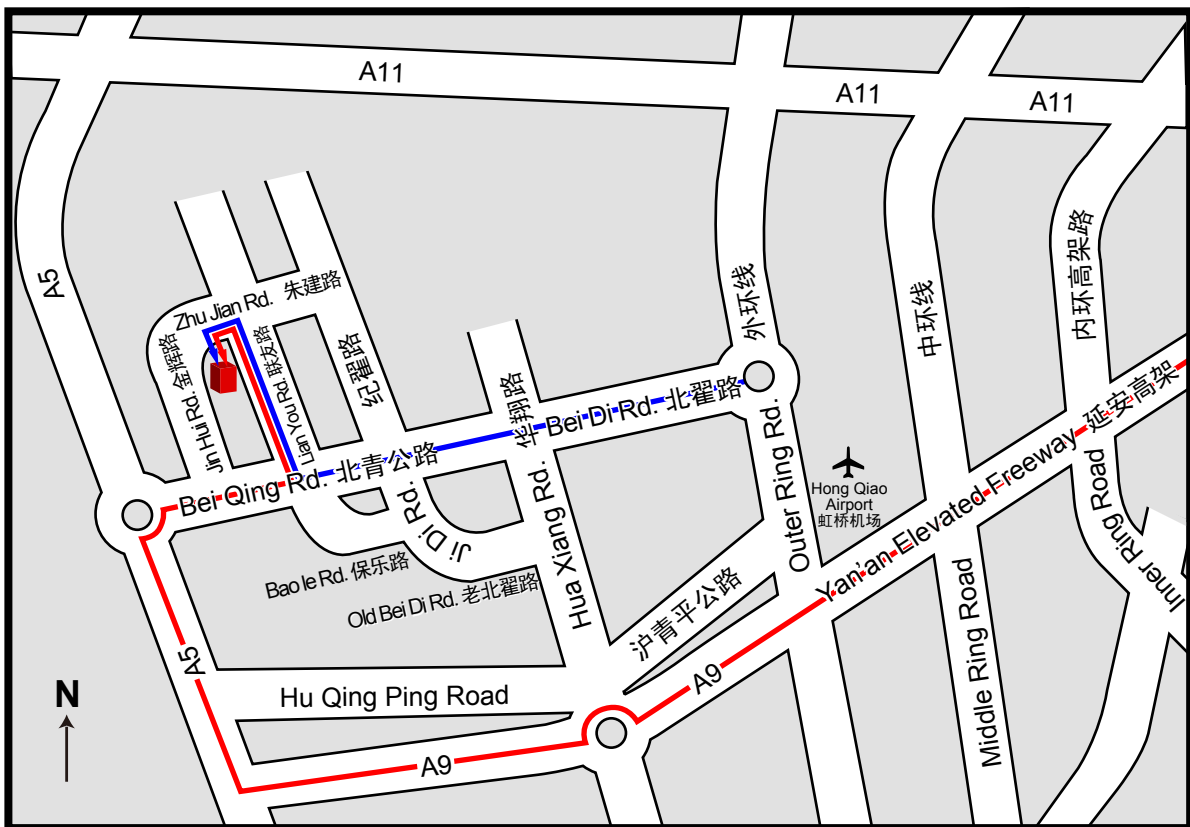 A11
A11
A11
A5
外环线
中环线
内环高架路
Zhu Jian Rd. 朱建路
Jin Hui Rd. 金辉路
Lian You Rd. 联友路
纪翟路
华翔路
Bei Di Rd. 北翟路
延安高架
Bei Qing Rd. 北青公路
Ji Di Rd.
Hua Xiang Rd.
Outer Ring Rd.
Hong Qiao
Airport
虹桥机场
Yan'an Elevated Freeway
Inner Ring Road
Bao le Rd. 保乐路
Old Bei Di Rd. 老北翟路
沪青平公路
Middle Ring Road
A5
Hu Qing Ping Road
A9
A9
N